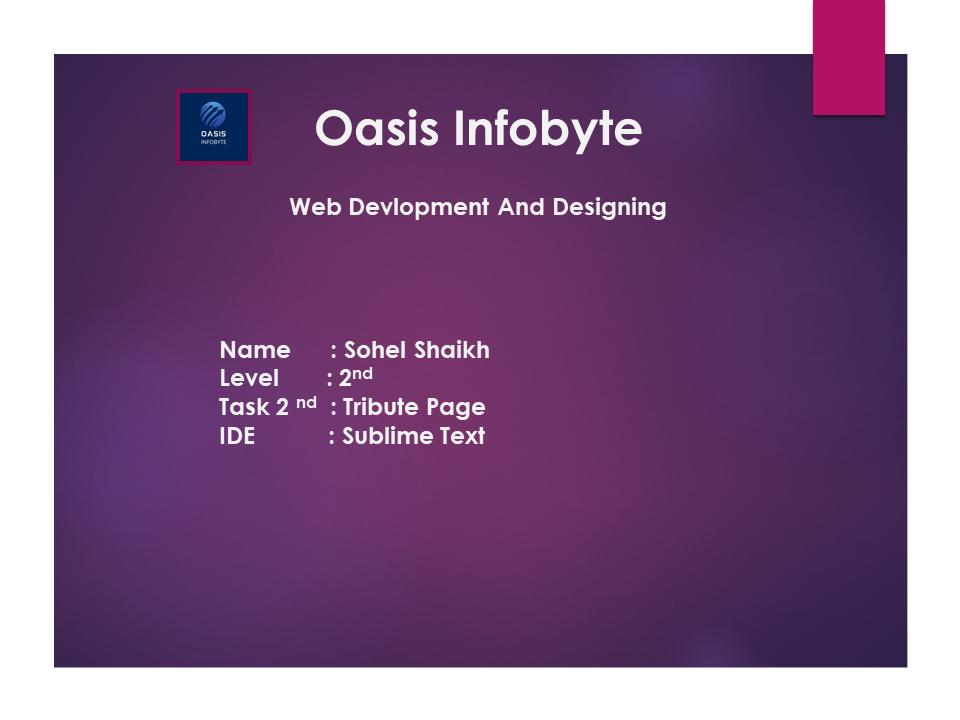 OASIS
INFOBYTE
Oasis Infobyte
Web Devlopment And Designing
Name : Sohel Shaikh
Level : 2nd
Task 2 nd : Tribute Page
IDE : Sublime Text